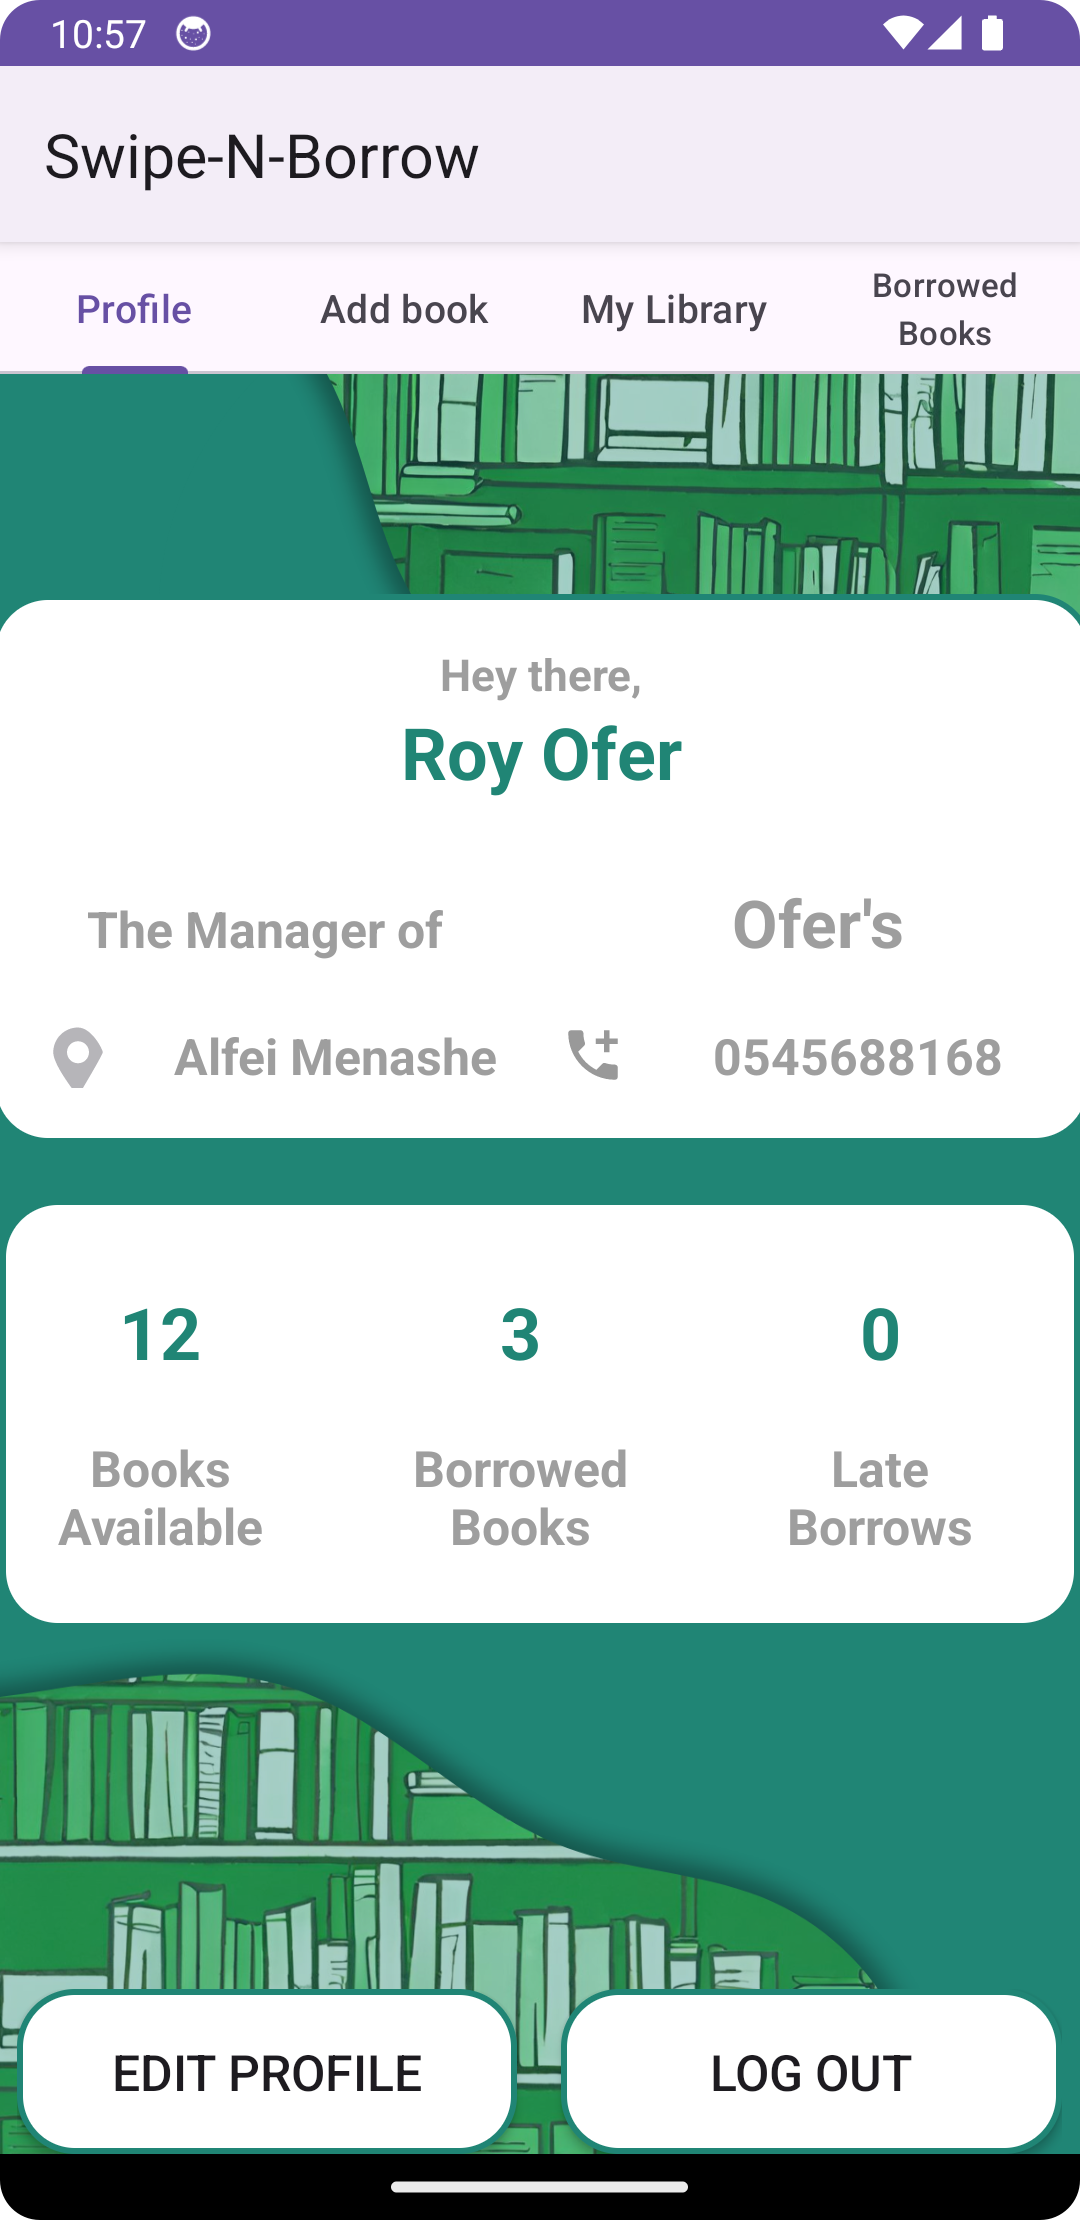 10:57
Swipe-N-Borrow
Profile
Add book
My Library
Borrowed
Books
Hey there,
Roy Ofer
The Manager of
Ofer's
Alfei Menashe
0545688168
12
3
0
Books
Available
Borrowed
Books
Late
Borrows
EDIT PROFILE
LOG OUT